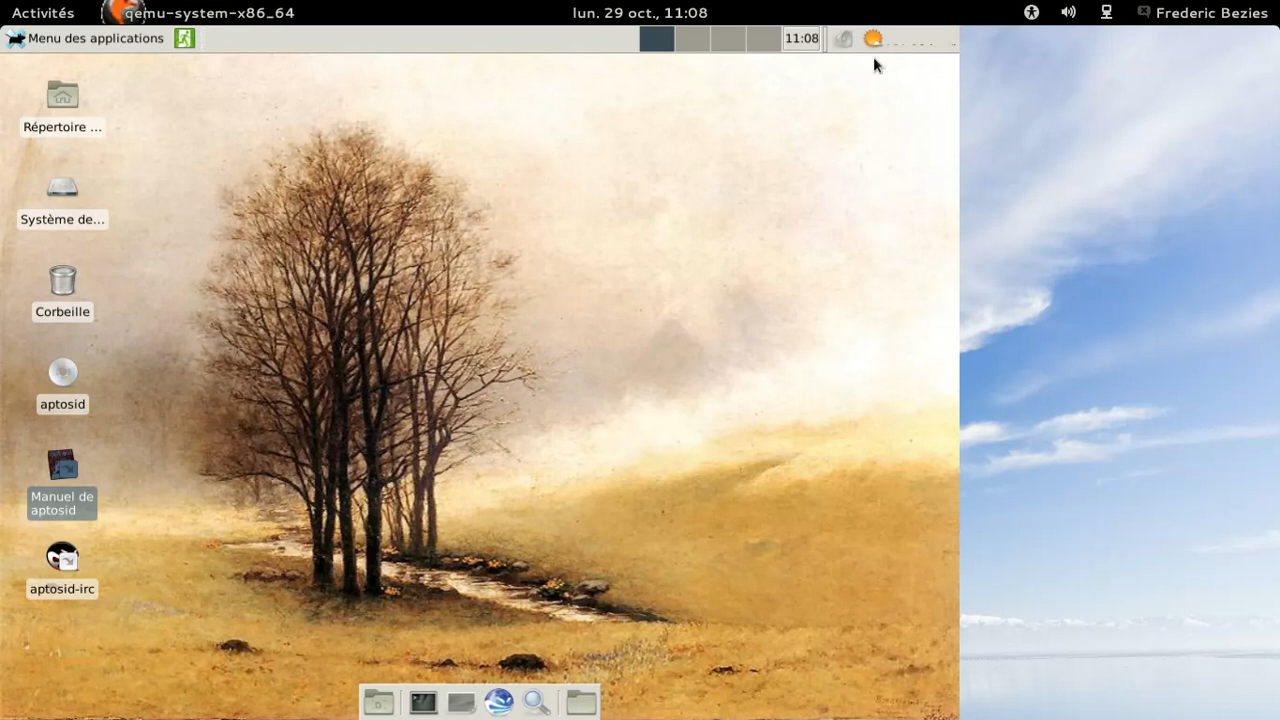 Activités
qemu-system-x86_64
lun. 29 oct., 11:08
Frederic Bezies
Menu des applications
11:08
Répertoire ...
Système de...
Corbeille
aptosid
Manuel de
aptosid
aptosid-irc